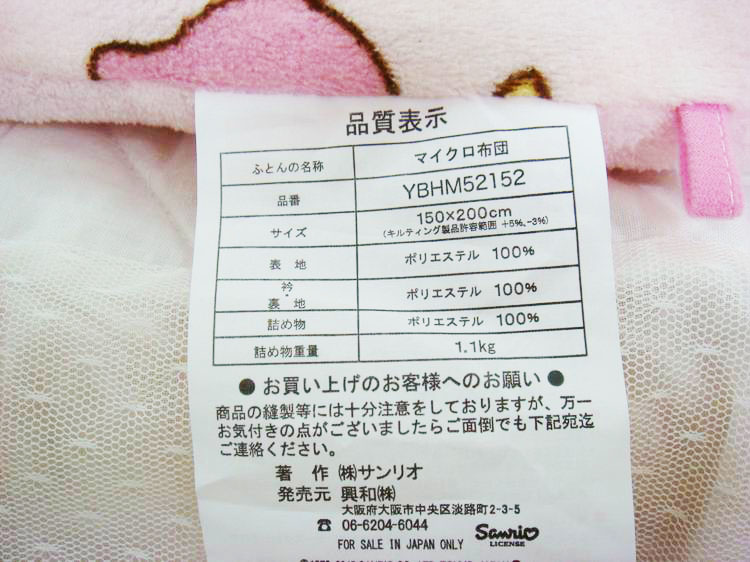 品質表示
ふとんの名称 マイクロ布団
品番 YBHM52152
サイズ 150×200cm
(キルティング製品許容範囲 +5%,-3%)
表 地 ポリエステル 100%
衿・裏 地 ポリエステル 100%
詰め物 ポリエステル 100%
詰め物重量 1.1kg
● お買い上げのお客様へのお願い ●
商品の縫製等には十分注意をしておりますが、万一
お気付きの点がございましたらご面倒でも下記宛迄
ご連絡ください。
著 作 ㈱サンリオ
発売元 興和㈱
大阪府大阪市中央区淡路町2-3-5
☎ 06-6204-6044
FOR SALE IN JAPAN ONLY
Sanrio
LICENSE